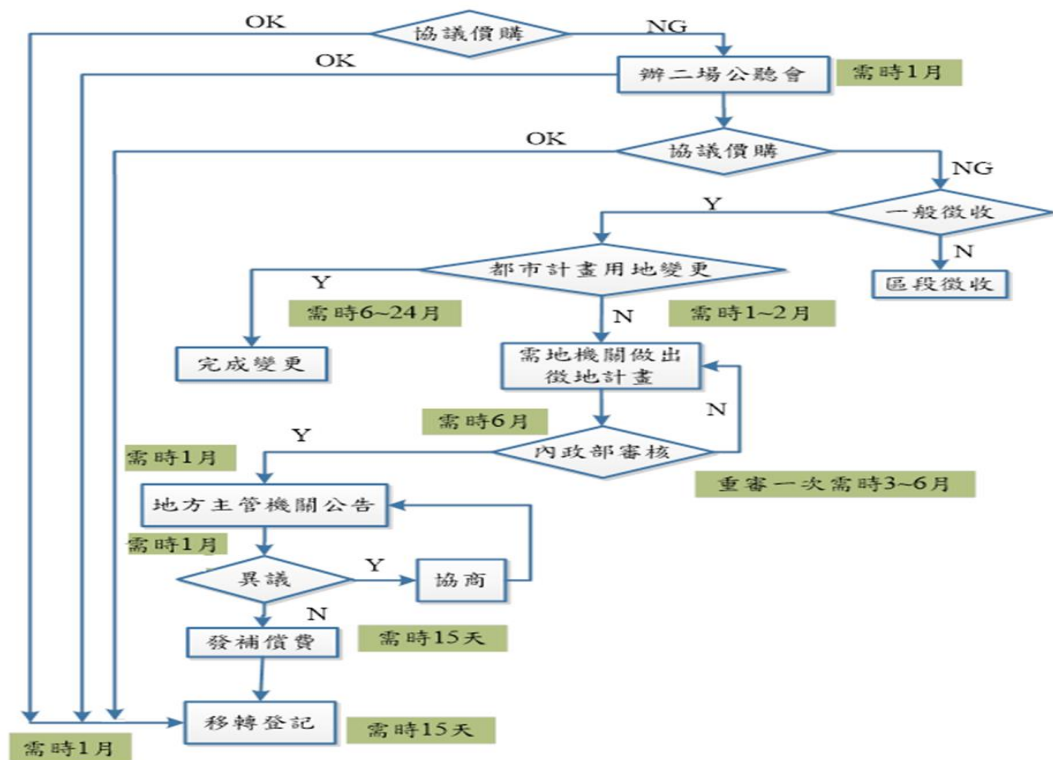 OK
協議價購
NG
OK
辦二場公聽會
需時1月
OK
協議價購
NG
Y
一般徵收
N
都市計畫用地變更
區段徵收
Y
需時6~24月
N
需時1~2月
完成變更
需地機關做出
徵地計畫
N
需時6月
Y
內政部審核
需時1月
重審一次需時3~6月
地方主管機關公告
需時1月
異議
Y
協商
N
發補償費
需時15天
移轉登記
需時15天
需時1月